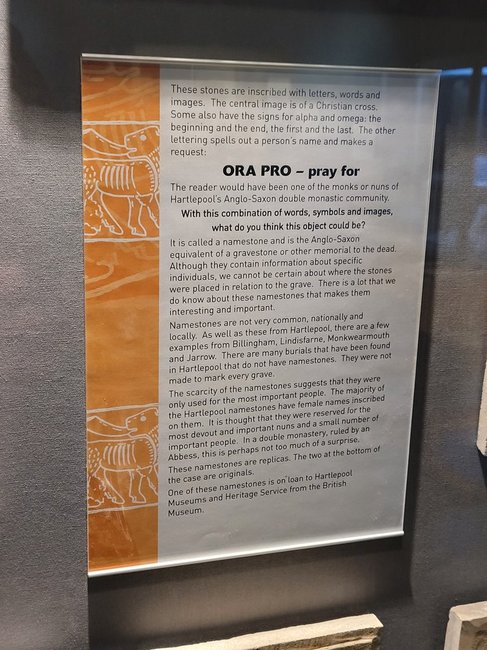 These stones are inscribed with letters, words and
images. The central image is of a Christian cross.
Some also have the signs for alpha and omega: the
beginning and the end, the first and the last. The other
lettering spells out a person's name and makes a
request:
ORA PRO – pray for
The reader would have been one of the monks or nuns of
Hartlepool's Anglo-Saxon double monastic community.
With this combination of words, symbols and images,
what do you think this object could be?
It is called a namestone and is the Anglo-Saxon
equivalent of a gravestone or other memorial to the dead.
Although they contain information about specific
individuals, we cannot be certain about where the stones
were placed in relation to the grave. There is a lot that we
do know about these namestones that makes them
interesting and important.
Namestones are not very common, nationally and
locally. As well as these from Hartlepool, there are a few
examples from Billingham, Lindisfarne, Monkwearmouth
and Jarrow. There are many burials that have been found
in Hartlepool that do not have namestones. They were not
made to mark every grave.
The scarcity of the namestones suggests that they were
only used for the most important people. The majority of
the Hartlepool namestones have female names inscribed
on them. It is thought that they were reserved for the
most devout and important nuns and a small number of
important people. In a double monastery, ruled by an
Abbess, this is perhaps not too much of a surprise.
These namestones are replicas. The two at the bottom of
the case are originals.
One of these namestones is on loan to Hartlepool
Museums and Heritage Service from the British
Museum.